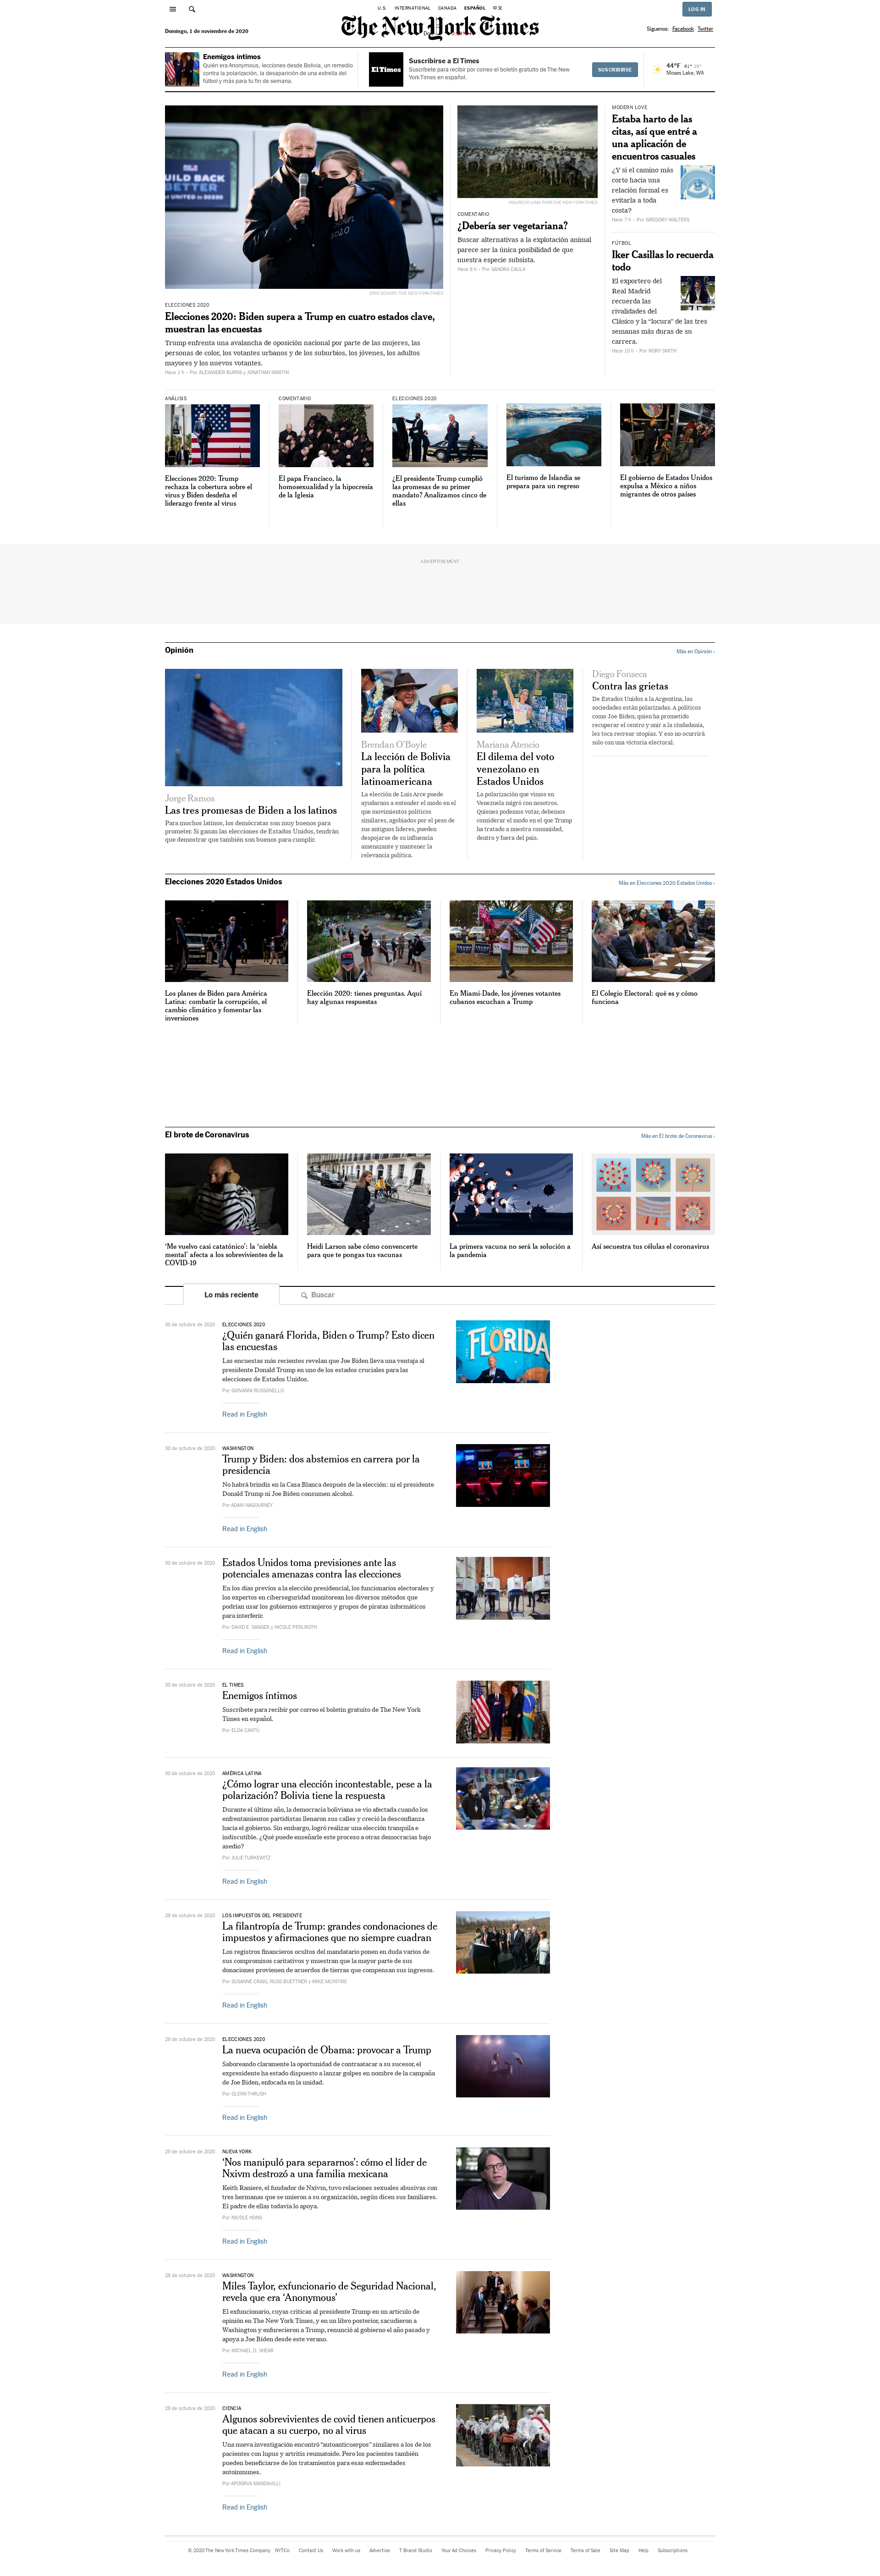 U.S. INTERNATIONAL CANADA ESPAÑOL 中文
LOG IN
The New York Times
Domingo, 1 de noviembre de 2020
Síguenos: Facebook Twitter
Enemigos íntimos
Quién era Anonymous, lecciones desde Bolivia, un remedio
contra la polarización, la desaparición de una estrella del
fútbol y más para tu fin de semana.
El Times
Suscribirse a El Times
Suscríbete para recibir por correo el boletín gratuito de The New
York Times en español.
SUSCRIBIRSE
44°F 61° 28°
Moses Lake, WA
ELECCIONES 2020
Elecciones 2020: Biden supera a Trump en cuatro estados clave,
muestran las encuestas
Trump enfrenta una avalancha de oposición nacional por parte de las mujeres, las
personas de color, los votantes urbanos y de los suburbios, los jóvenes, los adultos
mayores y los nuevos votantes.
Hace 1 h - Por ALEXANDER BURNS y JONATHAN MARTIN
COMENTARIO
¿Debería ser vegetariana?
Buscar alternativas a la explotación animal
parece ser la única posibilidad de que
nuestra especie subsista.
Hace 8 h - Por SANDRA CAULA
MODERN LOVE
Estaba harto de las
citas, así que entré a
una aplicación de
encuentros casuales
¿Y si el camino más
corto hacia una
relación formal es
evitarla a toda
costa?
Hace 7 h - Por GREGORY WALTERS
FÚTBOL
Iker Casillas lo recuerda
todo
El exportero del
Real Madrid
recuerda las
rivalidades del
Clásico y la “locura” de las tres
semanas más duras de su
carrera.
Hace 10 h - Por RORY SMITH
ANÁLISIS
Elecciones 2020: Trump
rechaza la cobertura sobre el
virus y Biden desdeña el
liderazgo frente al virus
COMENTARIO
El papa Francisco, la
homosexualidad y la hipocresía
de la Iglesia
ELECCIONES 2020
¿El presidente Trump cumplió
las promesas de su primer
mandato? Analizamos cinco de
ellas
El turismo de Islandia se
prepara para un regreso
El gobierno de Estados Unidos
expulsa a México a niños
migrantes de otros países
ADVERTISEMENT
Opinión
Más en Opinión ›
Jorge Ramos
Las tres promesas de Biden a los latinos
Para muchos latinos, los demócratas son muy buenos para
prometer. Si ganan las elecciones de Estados Unidos, tendrán
que demostrar que también son buenos para cumplir.
Brendan O'Boyle
La lección de Bolivia
para la política
latinoamericana
La elección de Luis Arce puede
ayudarnos a entender el modo en el
que movimientos políticos
similares, agobiados por el peso de
sus antiguos líderes, pueden
despojarse de su influencia
amenazante y mantener la
relevancia política.
Mariana Atencio
El dilema del voto
venezolano en
Estados Unidos
La polarización que vimos en
Venezuela migró con nosotros.
Quienes podemos votar, debemos
considerar el modo en el que Trump
ha tratado a nuestra comunidad,
dentro y fuera del país.
Diego Fonseca
Contra las grietas
De Estados Unidos a la Argentina, las
sociedades están polarizadas. A políticos
como Joe Biden, quien ha prometido
recuperar el centro y unir a la ciudadanía,
les toca recrear utopías. Y eso no ocurrirá
solo con una victoria electoral.
Elecciones 2020 Estados Unidos
Más en Elecciones 2020 Estados Unidos ›
Los planes de Biden para América
Latina: combatir la corrupción, el
cambio climático y fomentar las
inversiones
Elección 2020: tienes preguntas. Aquí
hay algunas respuestas
En Miami-Dade, los jóvenes votantes
cubanos escuchan a Trump
El Colegio Electoral: qué es y cómo
funciona
El brote de Coronavirus
Más en El brote de Coronavirus ›
‘Me vuelvo casi catatónico’: la ‘niebla
mental’ afecta a los sobrevivientes de la
COVID-19
Heidi Larson sabe cómo convencerte
para que te pongas tus vacunas
La primera vacuna no será la solución a
la pandemia
Así secuestra tus células el coronavirus
Lo más reciente
Buscar
30 de octubre de 2020
ELECCIONES 2020
¿Quién ganará Florida, Biden o Trump? Esto dicen
las encuestas
Las encuestas más recientes revelan que Joe Biden lleva una ventaja al
presidente Donald Trump en uno de los estados cruciales para las
elecciones de Estados Unidos.
Por GIOVANNI RUSSONELLO
Read in English
FLORIDA
30 de octubre de 2020
WASHINGTON
Trump y Biden: dos abstemios en carrera por la
presidencia
No habrá brindis en la Casa Blanca después de la elección: ni el presidente
Donald Trump ni Joe Biden consumen alcohol.
Por ADAM NAGOURNEY
Read in English
30 de octubre de 2020
Estados Unidos toma previsiones ante las
potenciales amenazas contra las elecciones
En los días previos a la elección presidencial, los funcionarios electorales y
los expertos en ciberseguridad monitorean los diversos métodos que
podrían usar los gobiernos extranjeros y grupos de piratas informáticos
para interferir.
Por DAVID E. SANGER y NICOLE PERLROTH
Read in English
30 de octubre de 2020
EL TIMES
Enemigos íntimos
Suscríbete para recibir por correo el boletín gratuito de The New York
Times en español.
Por ELDA CANTÚ
30 de octubre de 2020
AMÉRICA LATINA
¿Cómo lograr una elección incontestable, pese a la
polarización? Bolivia tiene la respuesta
Durante el último año, la democracia boliviana se vio afectada cuando los
enfrentamientos partidistas llenaron sus calles y creció la desconfianza
hacia el gobierno. Sin embargo, logró realizar una elección tranquila e
indiscutible. ¿Qué puede enseñarle este proceso a otras democracias bajo
asedio?
Por JULIE TURKEWITZ
Read in English
29 de octubre de 2020
LOS IMPUESTOS DEL PRESIDENTE
La filantropía de Trump: grandes condonaciones de
impuestos y afirmaciones que no siempre cuadran
Los registros financieros ocultos del mandatario ponen en duda varios de
sus compromisos caritativos y muestran que la mayor parte de sus
donaciones provienen de acuerdos de tierras que compensan sus ingresos.
Por SUSANNE CRAIG, RUSS BUETTNER y MIKE MCINTIRE
Read in English
29 de octubre de 2020
ELECCIONES 2020
La nueva ocupación de Obama: provocar a Trump
Saboreando claramente la oportunidad de contraatacar a su sucesor, el
expresidente ha estado dispuesto a lanzar golpes en nombre de la campaña
de Joe Biden, enfocada en la unidad.
Por GLENN THRUSH
Read in English
29 de octubre de 2020
NUEVA YORK
‘Nos manipuló para separarnos’: cómo el líder de
Nxivm destrozó a una familia mexicana
Keith Raniere, el fundador de Nxivm, tuvo relaciones sexuales abusivas con
tres hermanas que se unieron a su organización, según dicen sus familiares.
El padre de ellas todavía lo apoya.
Por NICOLE HONG
Read in English
28 de octubre de 2020
WASHINGTON
Miles Taylor, exfuncionario de Seguridad Nacional,
revela que era ‘Anonymous’
El exfuncionario, cuyas críticas al presidente Trump en un artículo de
opinión en The New York Times, y en un libro posterior, sacudieron a
Washington y enfurecieron a Trump, renunció al gobierno el año pasado y
apoya a Joe Biden desde este verano.
Por MICHAEL D. SHEAR
Read in English
28 de octubre de 2020
CIENCIA
Algunos sobrevivientes de covid tienen anticuerpos
que atacan a su cuerpo, no al virus
Una nueva investigación encontró “autoanticuerpos” similares a los de los
pacientes con lupus y artritis reumatoide. Pero los pacientes también
pueden beneficiarse de los tratamientos para esas enfermedades
autoinmunes.
Por APOORVA MANDAVILLI
Read in English
© 2020 The New York Times Company NYTCo Contact Us Work with us Advertise T Brand Studio Your Ad Choices Privacy Policy Terms of Service Terms of Sale Site Map Help Subscriptions